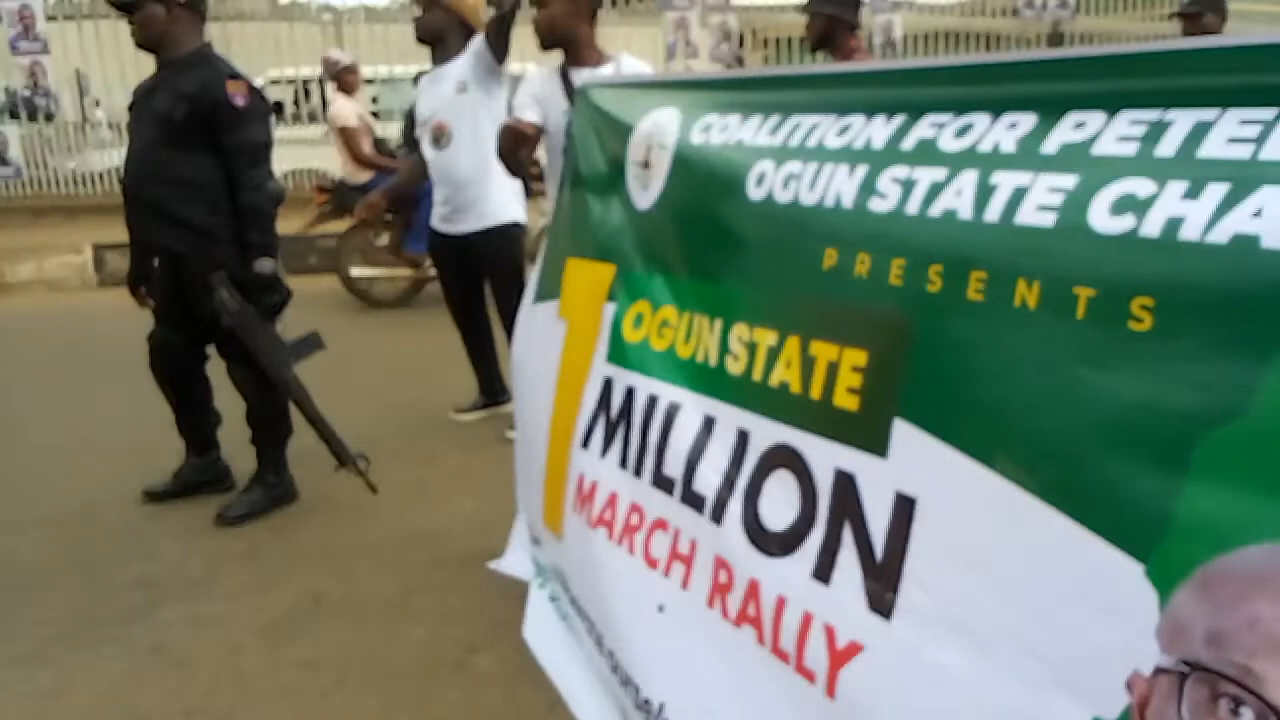 COALITION FOR PETE
OGUN STATE CHA
PRESENTS
1
OGUN STATE
MILLION
MARCH RALLY